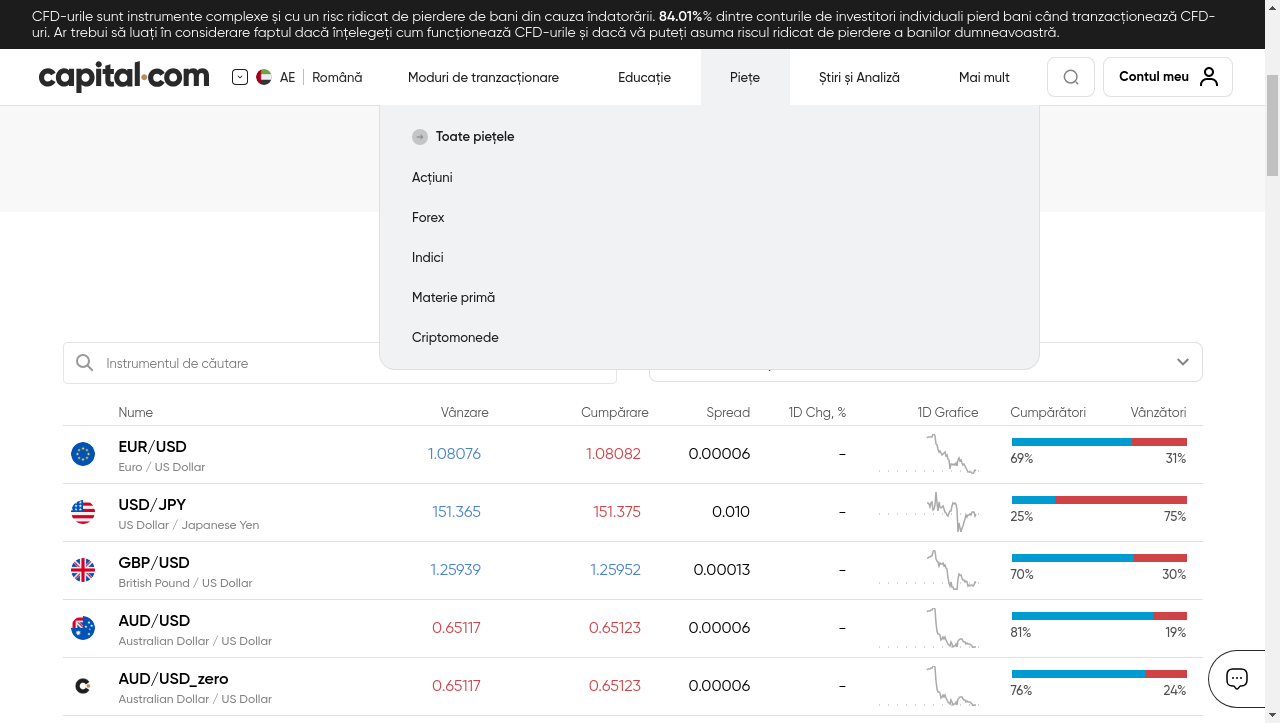 CFD-urile sunt instrumente complexe și cu un risc ridicat de pierdere de bani din cauza îndatorării. 84.01%% dintre conturile de investitori individuali pierd bani când tranzacționează CFD-
uri. Ar trebui să luați în considerare faptul dacă înțelegeți cum funcționează CFD-urile și dacă vă puteți asuma riscul ridicat de pierdere a banilor dumneavoastră.
capital.com AE Română Moduri de tranzacționare Educație Piețe Știri și Analiză Mai mult Contul meu
Toate piețele
Acțiuni
Forex
Indici
Materie primă
Criptomonede
Instrumentul de căutare
Nume Vânzare Cumpărare Spread 1D Chg, % 1D Grafice Cumpărători Vânzători
EUR/USD 1.08076 1.08082 0.00006 -
Euro / US Dollar 69% 31%
USD/JPY 151.365 151.375 0.010 -
US Dollar / Japanese Yen 25% 75%
GBP/USD 1.25939 1.25952 0.00013 -
British Pound / US Dollar 70% 30%
AUD/USD 0.65117 0.65123 0.00006 -
Australian Dollar / US Dollar 81% 19%
AUD/USD_zero 0.65117 0.65123 0.00006 -
Australian Dollar / US Dollar 76% 24%